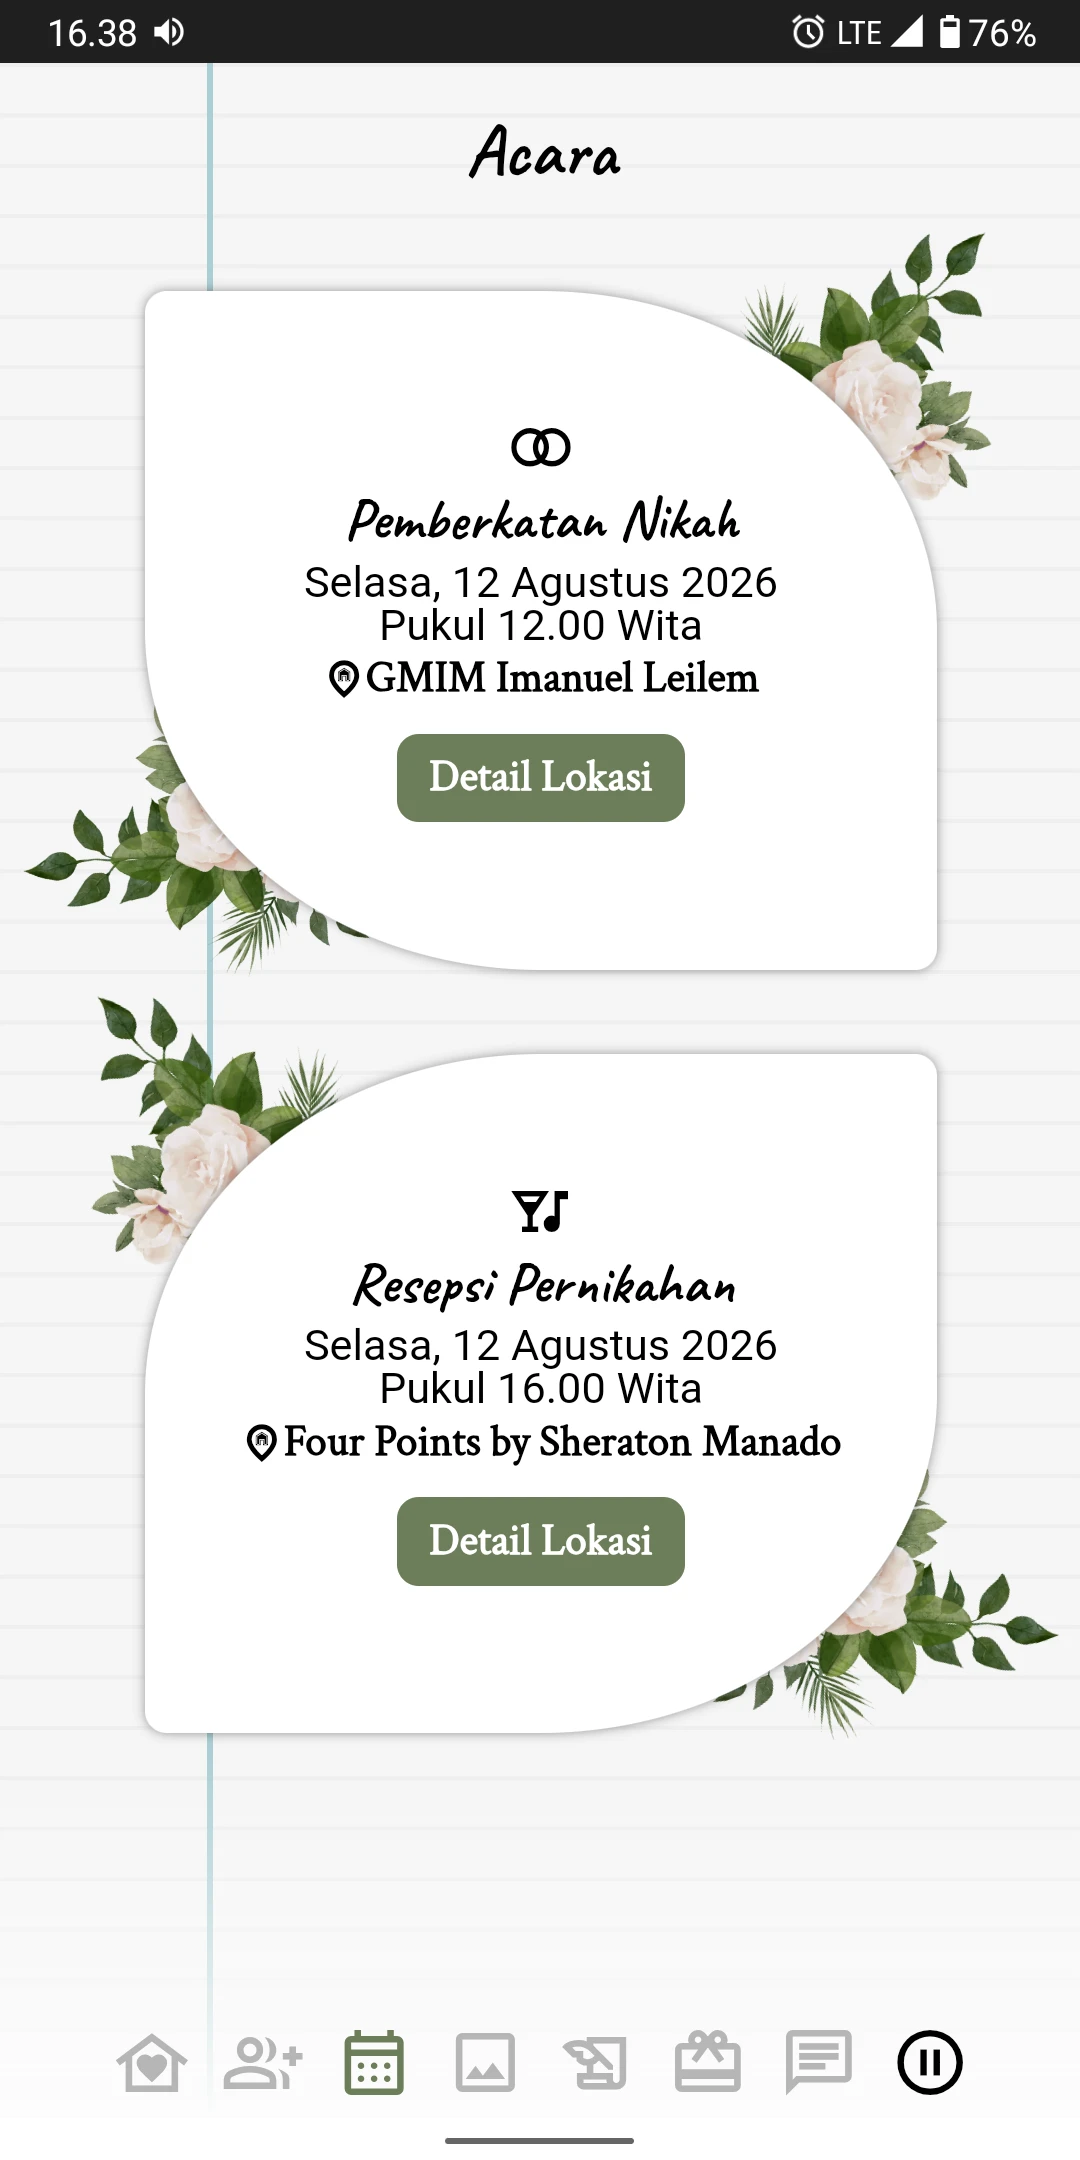 16.38
LTE 76%
Acara
Pemberkatan Nikah
Selasa, 12 Agustus 2026
Pukul 12.00 Wita
GMIM Imanuel Leilem
Detail Lokasi
Resepsi Pernikahan
Selasa, 12 Agustus 2026
Pukul 16.00 Wita
Four Points by Sheraton Manado
Detail Lokasi